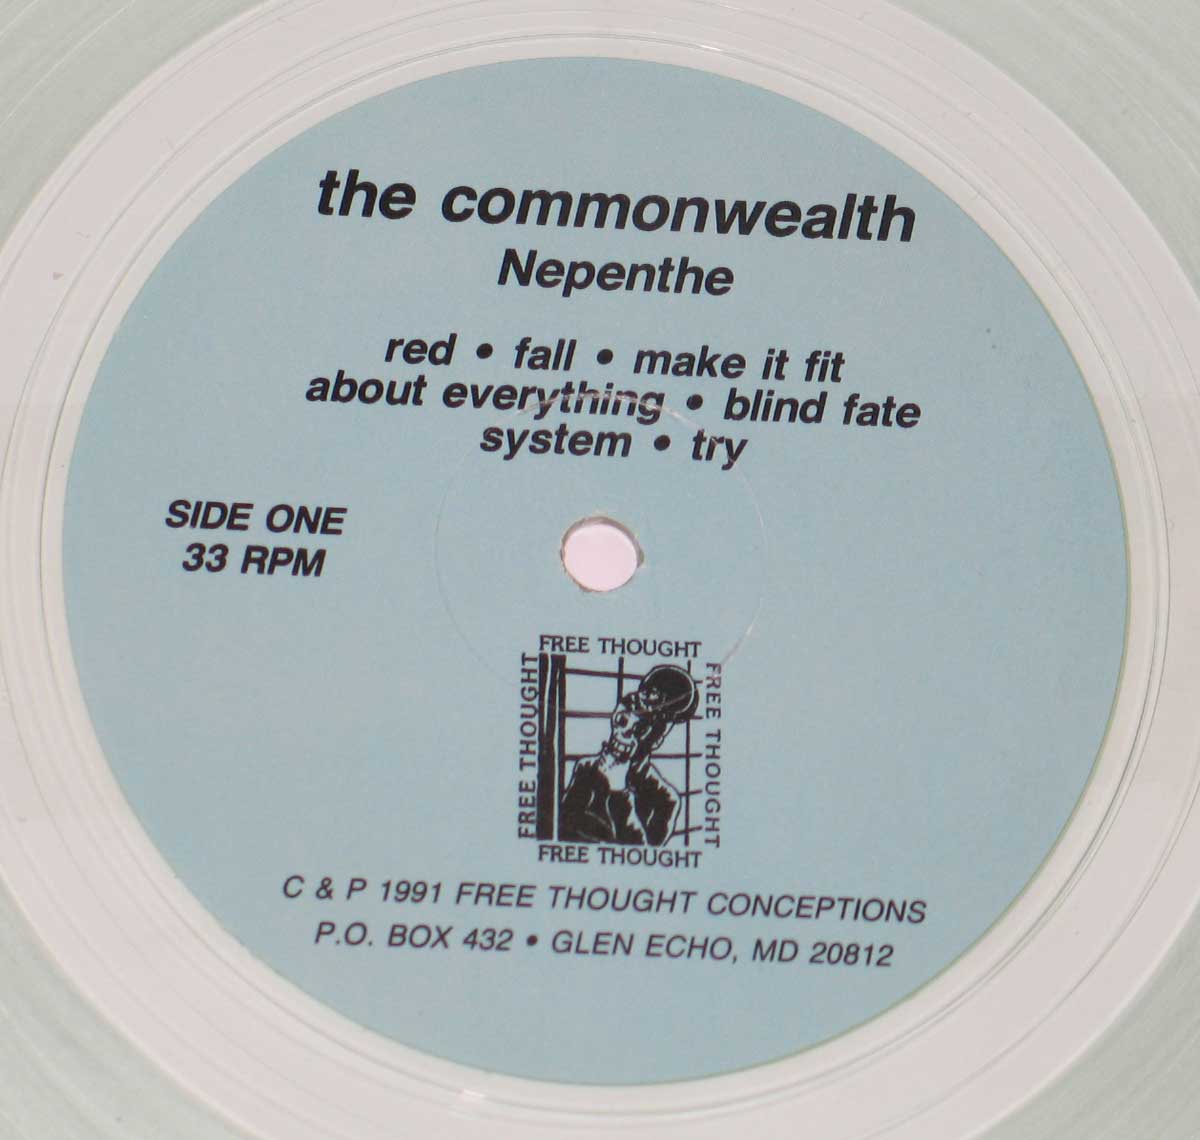 the commonwealth
Nepenthe
red • fall • make it fit
about everything • blind fate
system • try
SIDE ONE
33 RPM
FREE THOUGHT
FREE THOUGHT
FREE THOUGHT
FREE THOUGHT
C & P 1991 FREE THOUGHT CONCEPTIONS
P.O. BOX 432 • GLEN ECHO, MD 20812